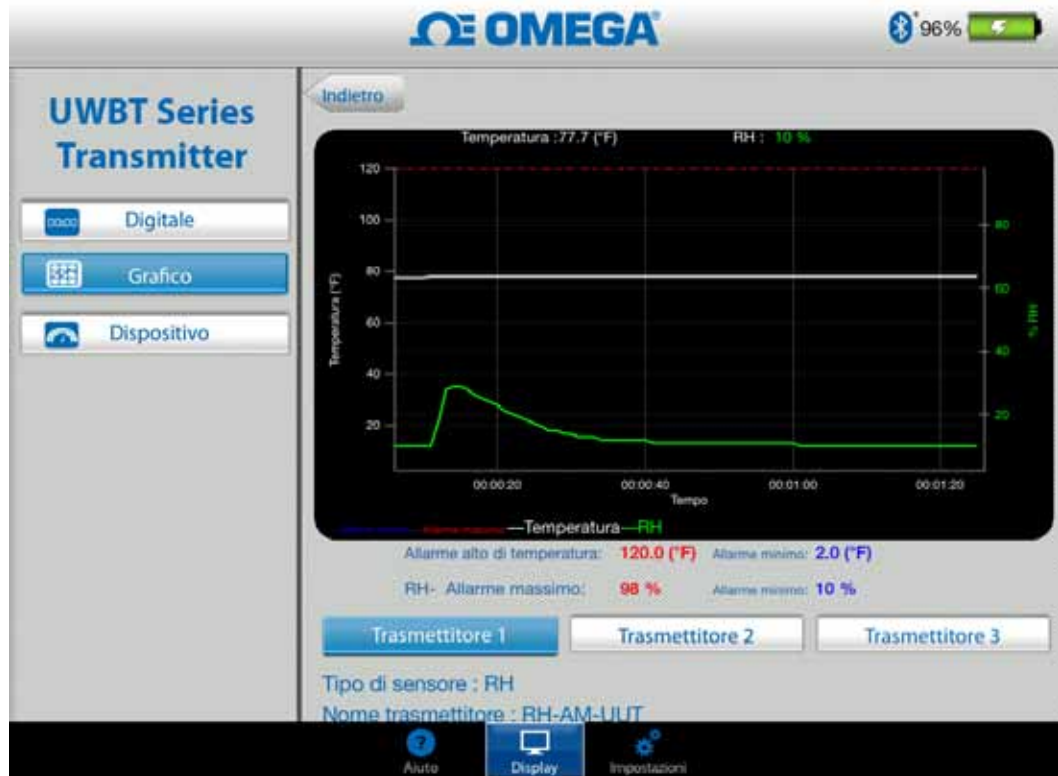 OMEGA
96%
UWBT Series
Transmitter
Digitale
Grafico
Dispositivo
Indietro
Temperatura :77.7 (°F) RH : 10 %
120
100
80
60
40
20
Temperatura (°F)
80
60
40
20
% RH
00:00:20 00:00:40 00:01:00 00:01:20
Tempo
Temperatura RH
Allarme alto di temperatura: 120.0 (°F) Allarme minimo: 2.0 (°F)
RH- Allarme massimo: 98 % Allarme minimo: 10 %
Trasmettitore 1 Trasmettitore 2 Trasmettitore 3
Tipo di sensore : RH
Nome trasmettitore : RH-AM-UUT
Aiuto Display Impostazioni